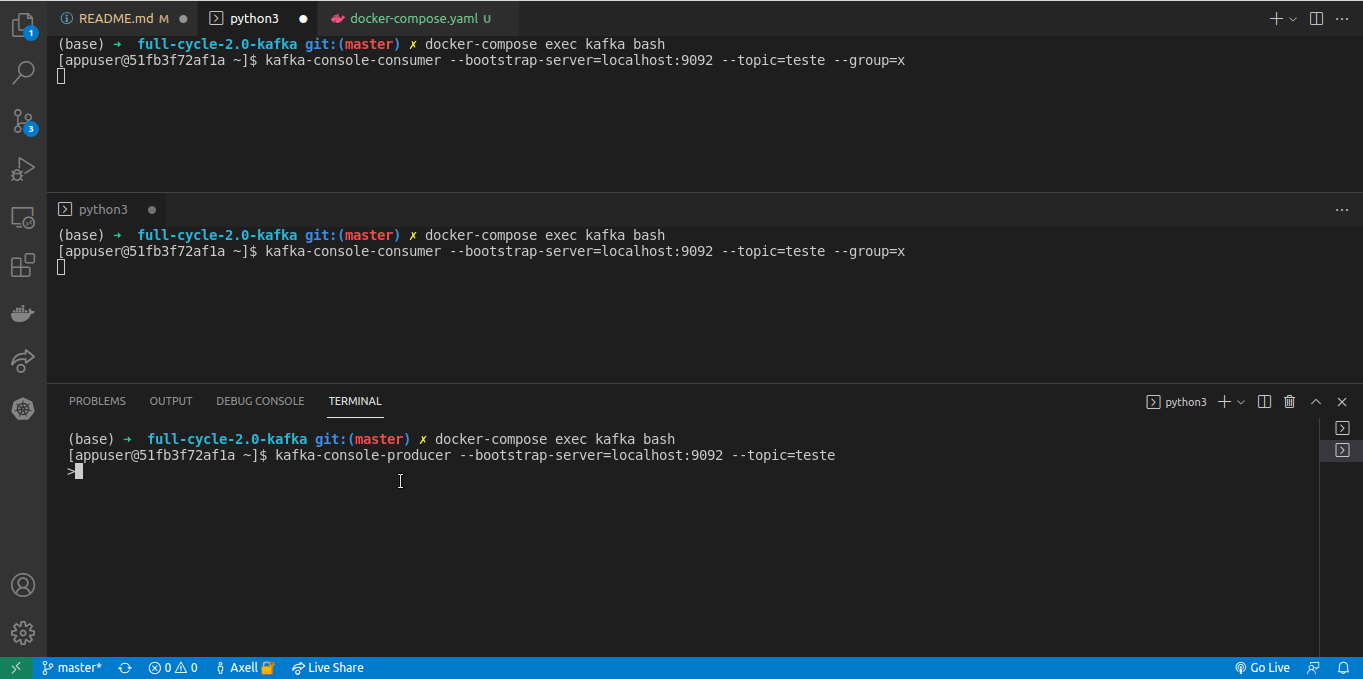 README.md M
python3
docker-compose.yaml U
(base) → full-cycle-2.0-kafka git:(master) ✗ docker-compose exec kafka bash
[appuser@51fb3f72af1a ~]$ kafka-console-consumer --bootstrap-server=localhost:9092 --topic=teste --group=x
python3
(base) → full-cycle-2.0-kafka git:(master) ✗ docker-compose exec kafka bash
[appuser@51fb3f72af1a ~]$ kafka-console-consumer --bootstrap-server=localhost:9092 --topic=teste --group=x
PROBLEMS OUTPUT DEBUG CONSOLE TERMINAL
python3
(base) → full-cycle-2.0-kafka git:(master) ✗ docker-compose exec kafka bash
[appuser@51fb3f72af1a ~]$ kafka-console-producer --bootstrap-server=localhost:9092 --topic=teste
>
1
3
master* 0 0 Axell Live Share Go Live